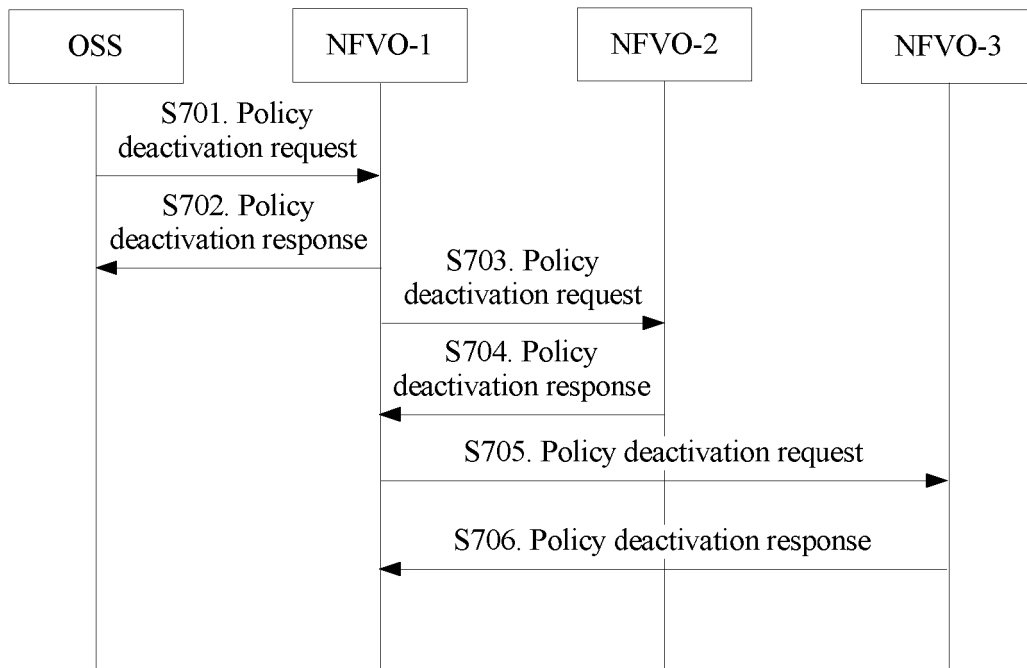 OSS
NFVO-1
NFVO-2
NFVO-3
S701. Policy
deactivation request
S702. Policy
deactivation response
S703. Policy
deactivation request
S704. Policy
deactivation response
S705. Policy deactivation request
S706. Policy deactivation response